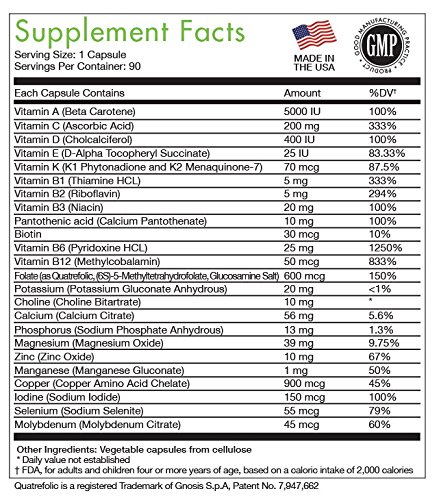 Supplement Facts
Serving Size: 1 Capsule
Servings Per Container: 90
MADE IN
THE USA
GOOD MANUFACTURING PRACTICE
GMP
PRODUCT
Each Capsule Contains Amount %DV†
Vitamin A (Beta Carotene) 5000 IU 100%
Vitamin C (Ascorbic Acid) 200 mg 333%
Vitamin D (Cholcalciferol) 400 IU 100%
Vitamin E (D-Alpha Tocopheryl Succinate) 25 IU 83.33%
Vitamin K (K1 Phytonadione and K2 Menaquinone-7) 70 mcg 87.5%
Vitamin B1 (Thiamine HCL) 5 mg 333%
Vitamin B2 (Riboflavin) 5 mg 294%
Vitamin B3 (Niacin) 20 mg 100%
Pantothenic acid (Calcium Pantothenate) 10 mg 100%
Biotin 30 mcg 10%
Vitamin B6 (Pyridoxine HCL) 25 mg 1250%
Vitamin B12 (Methylcobalamin) 50 mcg 833%
Folate (as Quatrefolic, (6S)-5-Methyltetrahydrofolate, Glucosamine Salt) 600 mcg 150%
Potassium (Potassium Gluconate Anhydrous) 20 mg <1%
Choline (Choline Bitartrate) 10 mg *
Calcium (Calcium Citrate) 56 mg 5.6%
Phosphorus (Sodium Phosphate Anhydrous) 13 mg 1.3%
Magnesium (Magnesium Oxide) 39 mg 9.75%
Zinc (Zinc Oxide) 10 mg 67%
Manganese (Manganese Gluconate) 1 mg 50%
Copper (Copper Amino Acid Chelate) 900 mcg 45%
Iodine (Sodium Iodide) 150 mcg 100%
Selenium (Sodium Selenite) 55 mcg 79%
Molybdenum (Molybdenum Citrate) 45 mcg 60%
Other Ingredients: Vegetable capsules from cellulose
* Daily value not established
† FDA, for adults and children four or more years of age, based on a caloric intake of 2,000 calories
Quatrefolic is a registered Trademark of Gnosis S.p.A, Patent No. 7,947,662